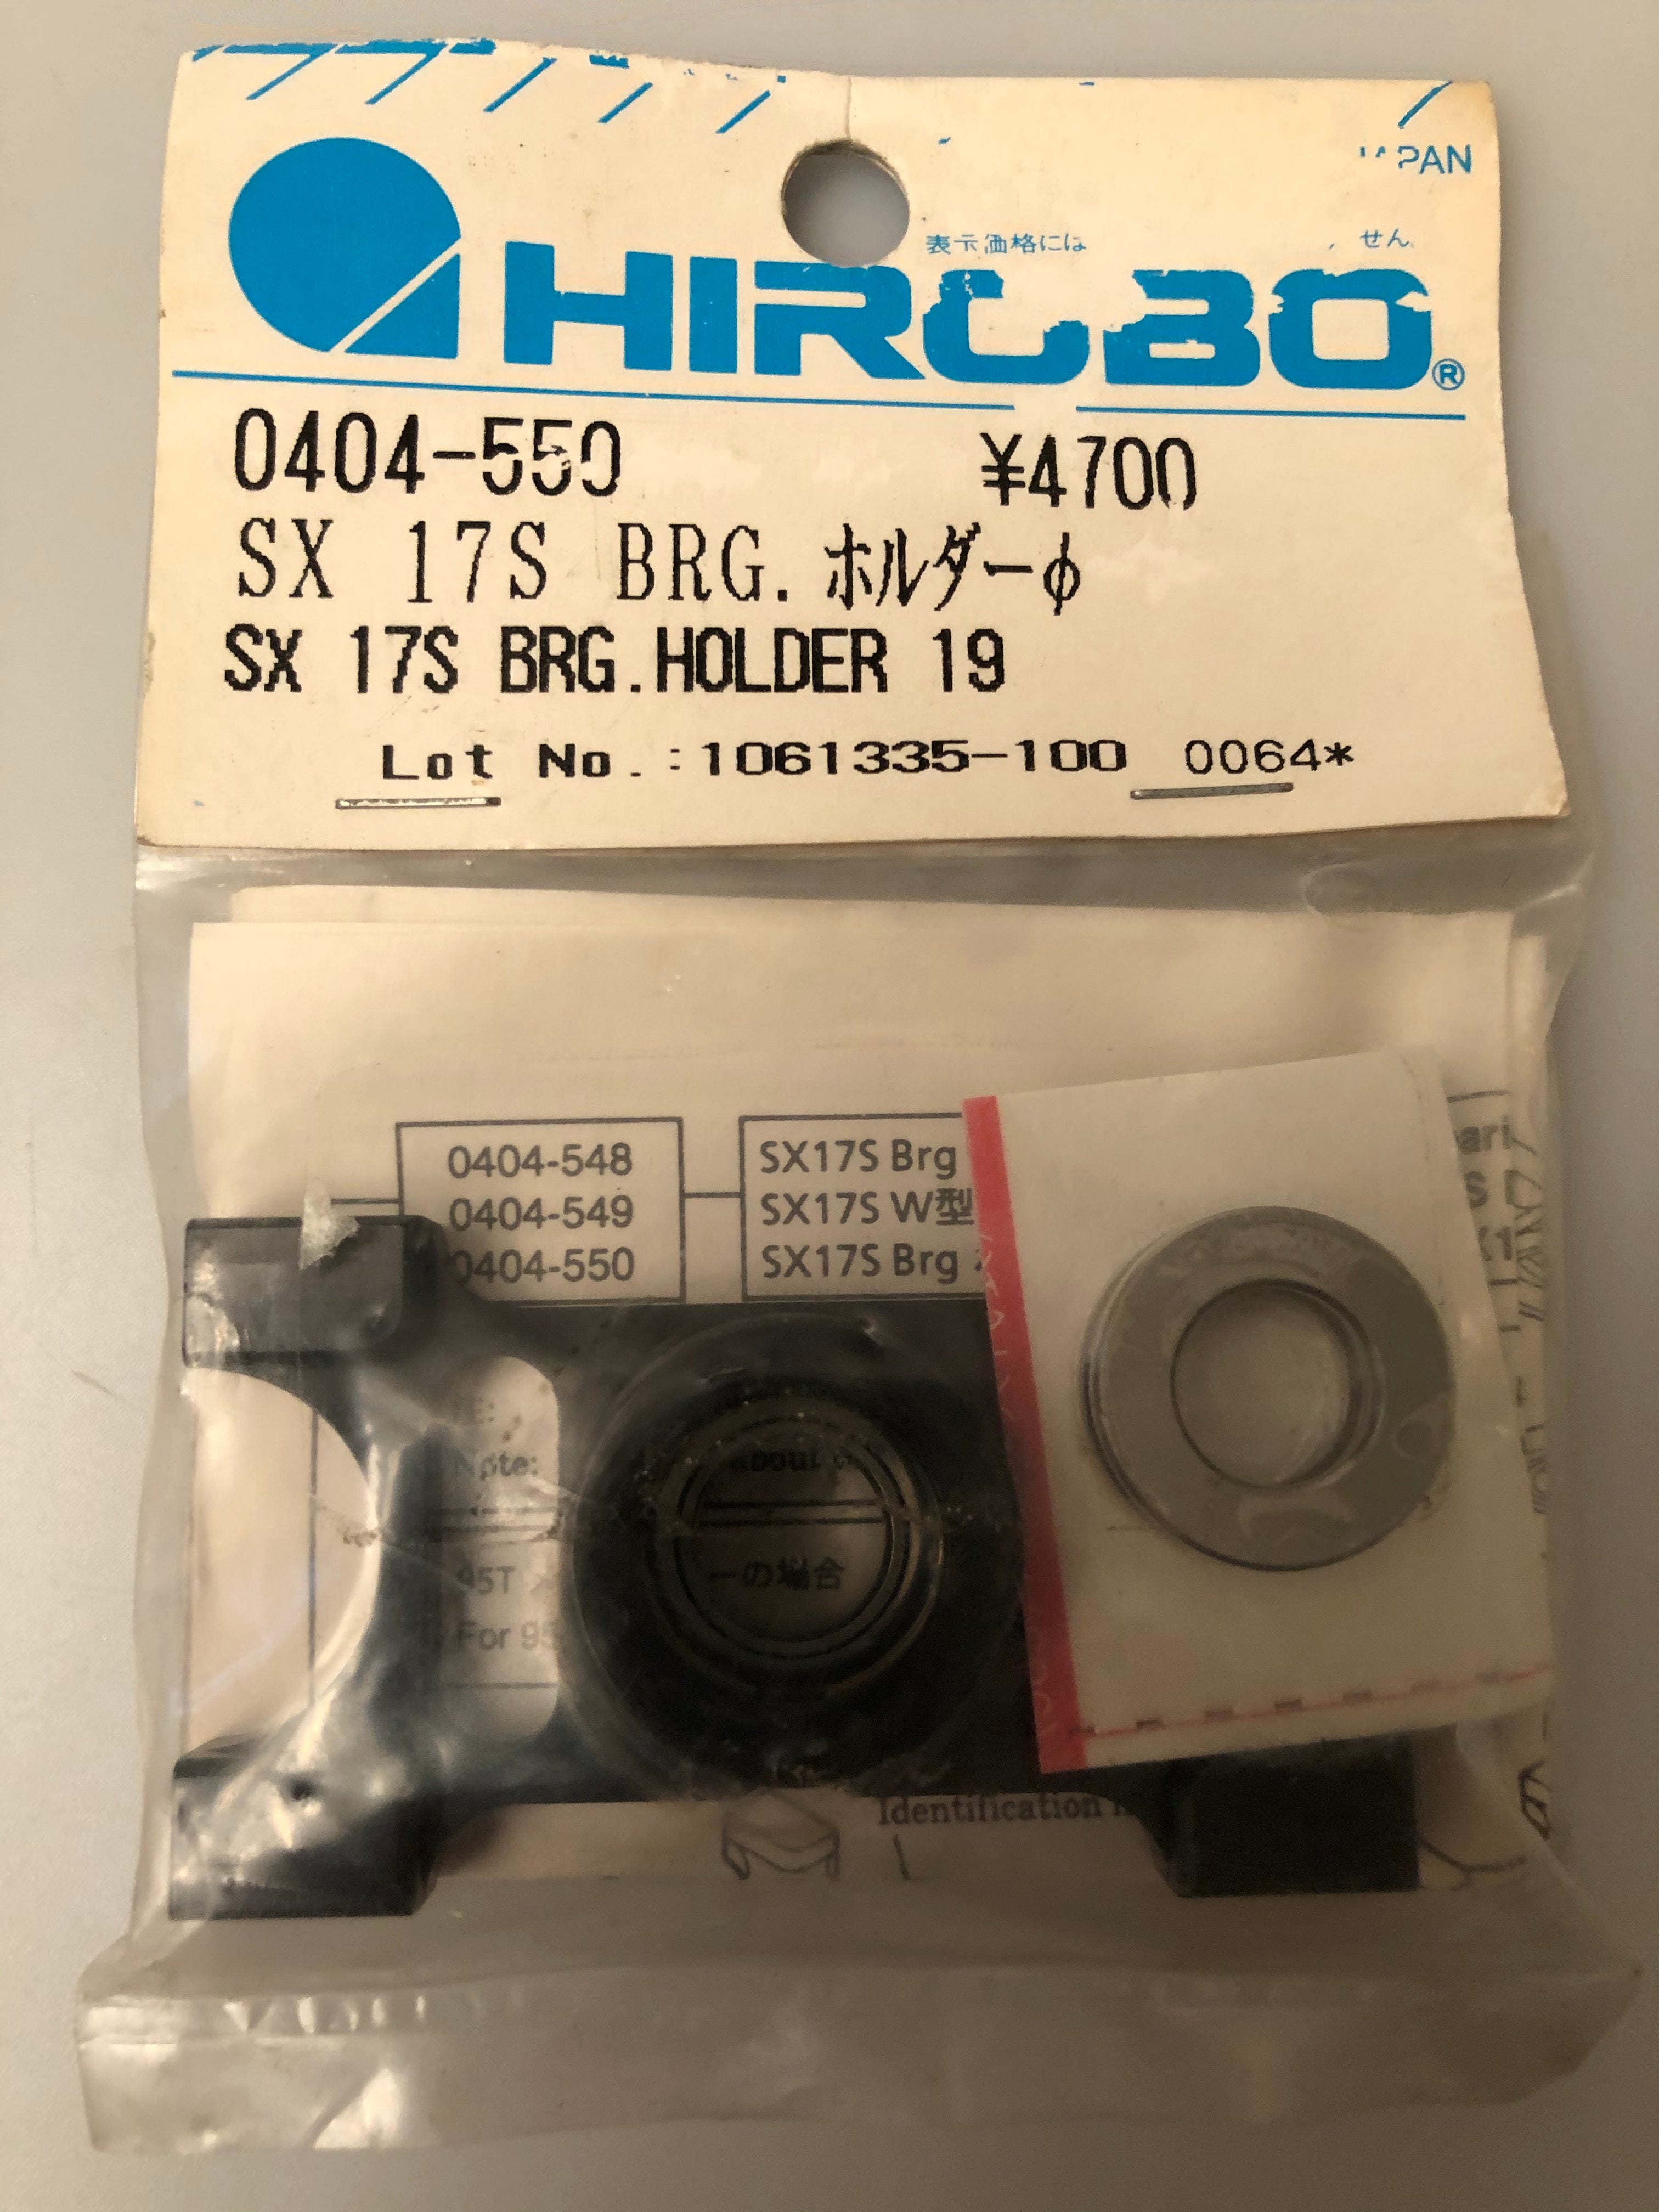 JAPAN
表示価格には せん.
HIROBO®
0404-550 ¥4700
SX 17S BRG.ホルダーφ
SX 17S BRG.HOLDER 19
Lot No.:1061335-100 0064*
0404-548 SX17S Brg
0404-549 SX17S W型
0404-550 SX17S Brg
Note: about
ーの場合
95T
For 95
Identification